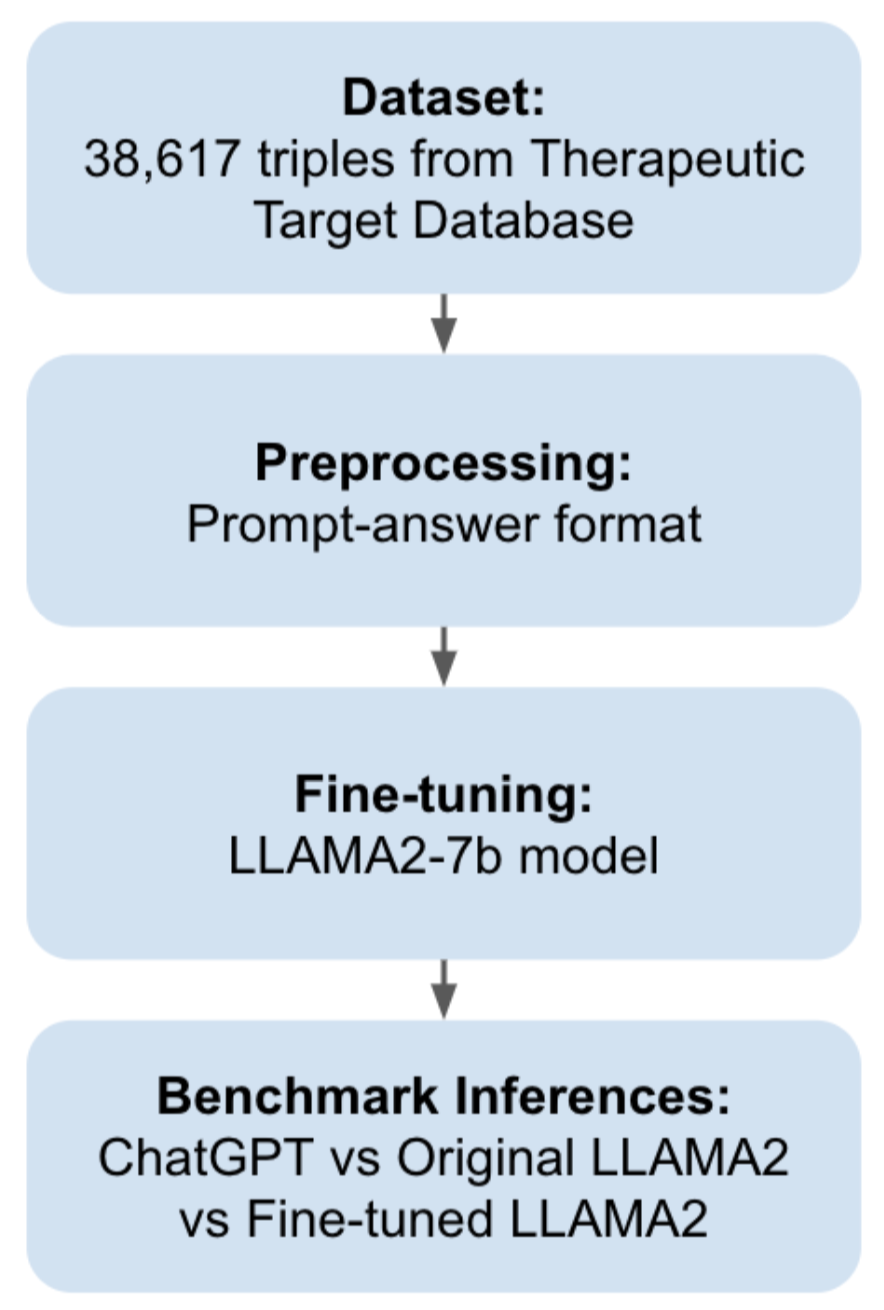 Dataset:
38,617 triples from Therapeutic
Target Database
Preprocessing:
Prompt-answer format
Fine-tuning:
LLAMA2-7b model
Benchmark Inferences:
ChatGPT vs Original LLAMA2
vs Fine-tuned LLAMA2